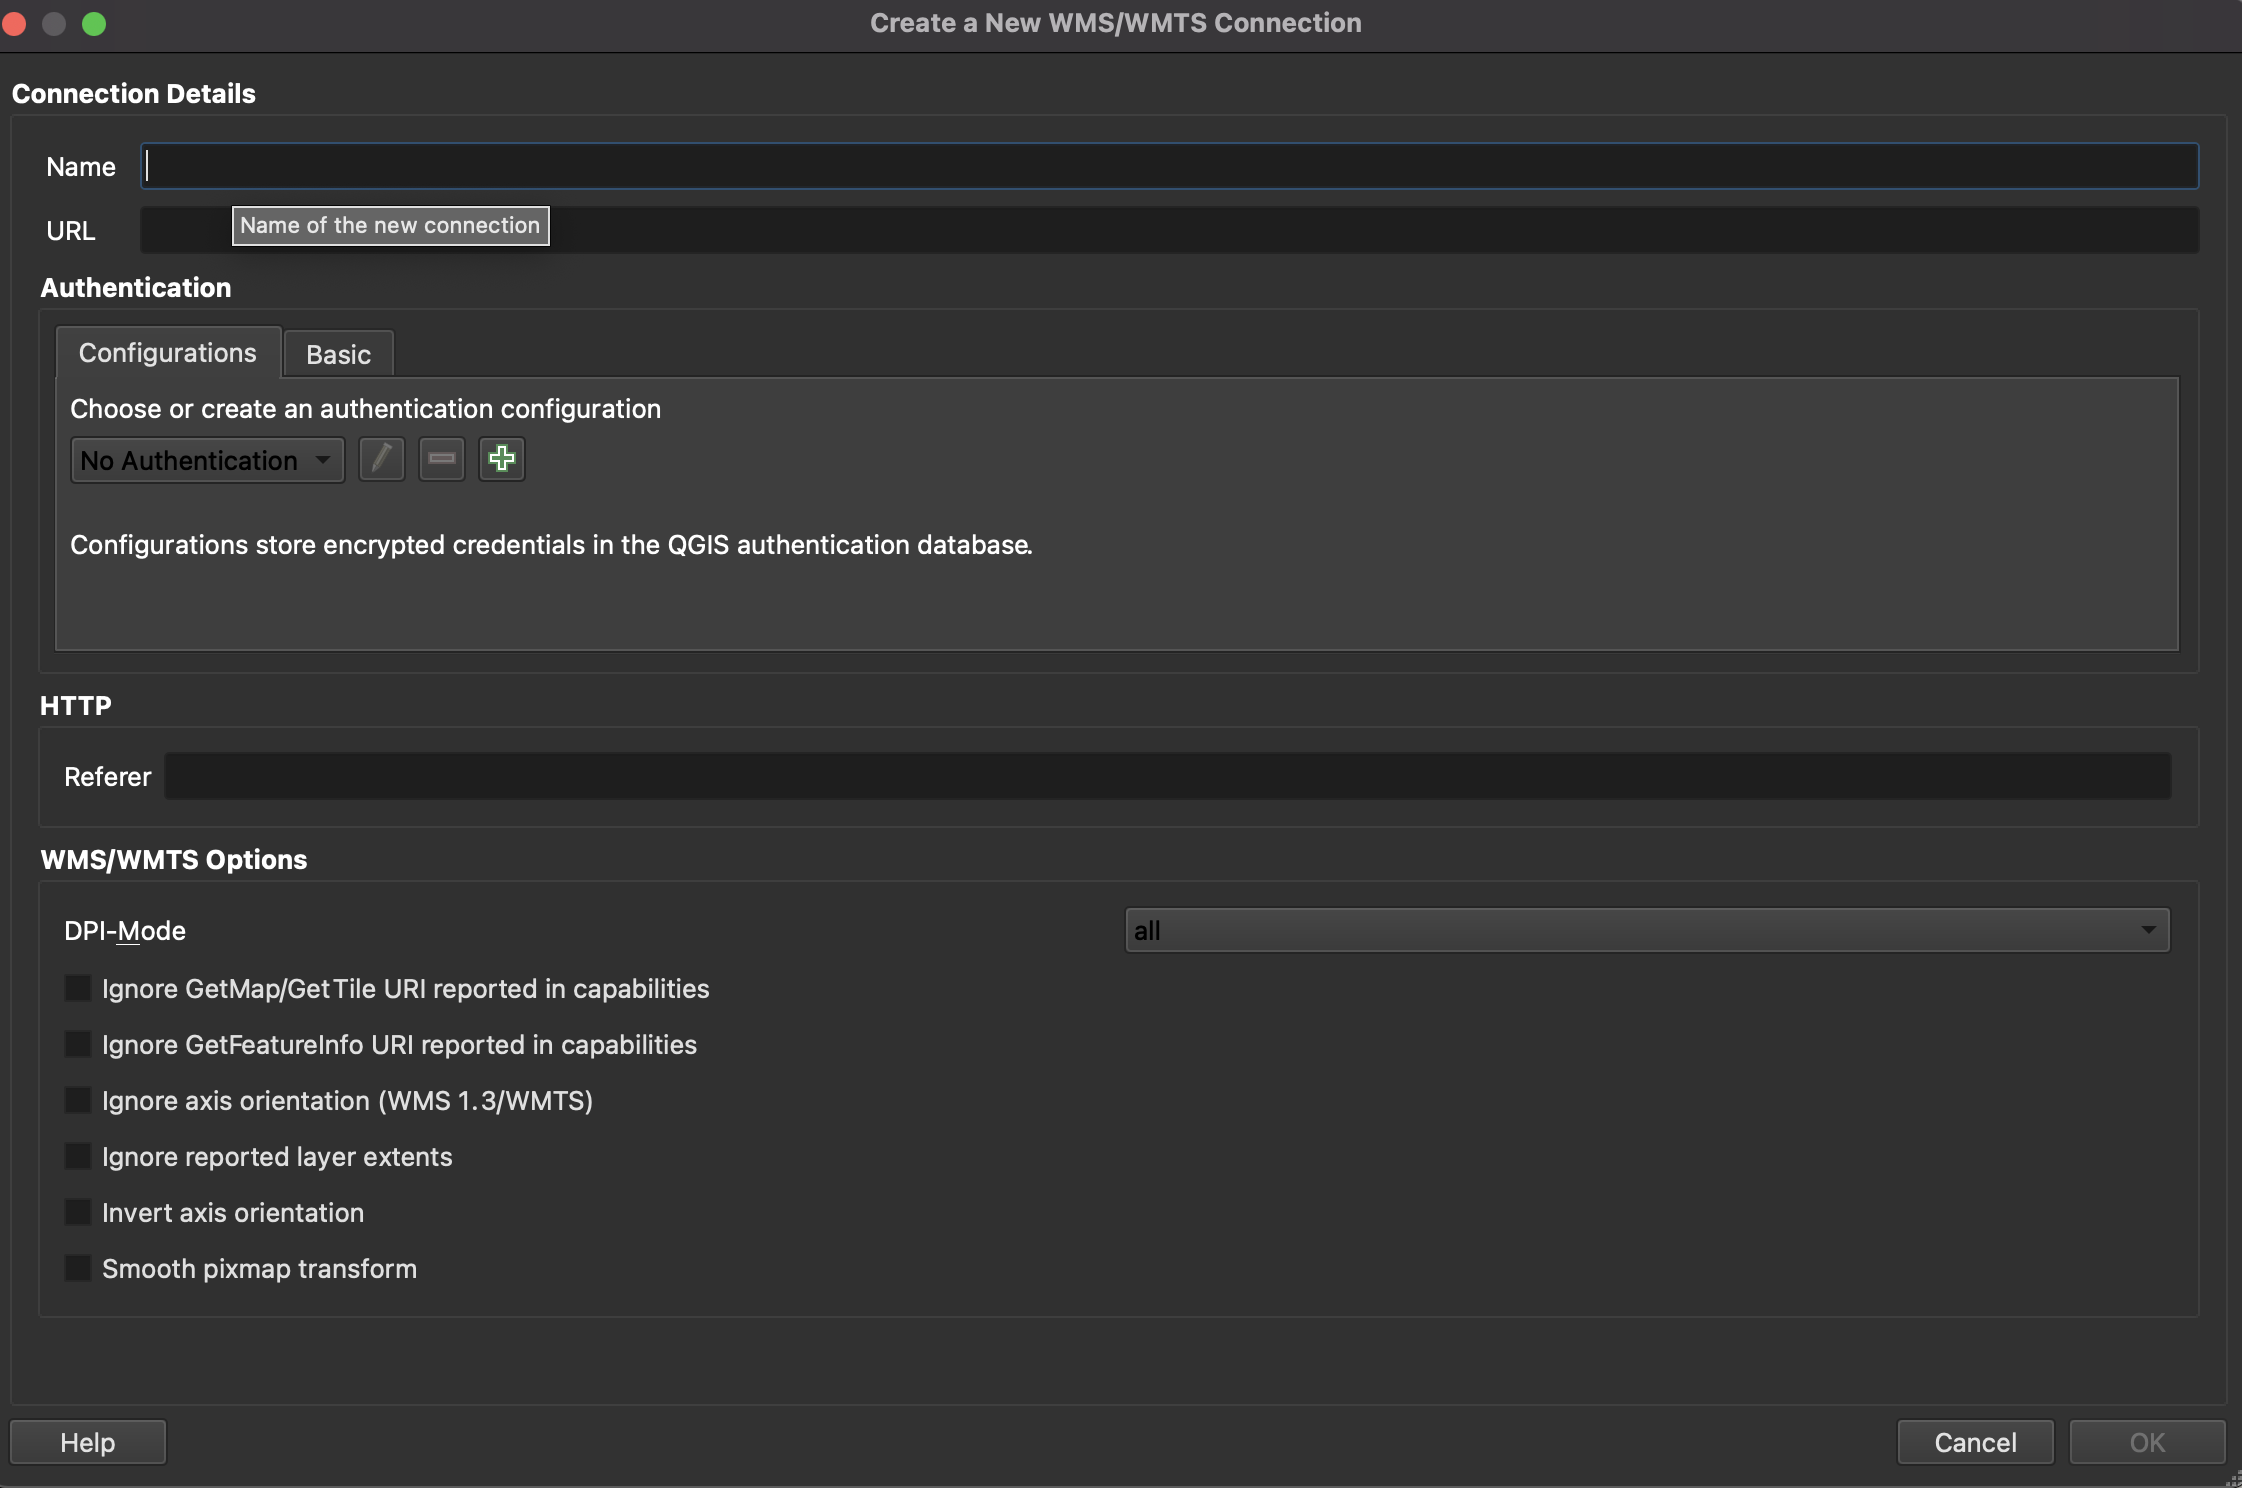 Create a New WMS/WMTS Connection
Connection Details
Name
URL
Name of the new connection
Authentication
Configurations
Basic
Choose or create an authentication configuration
No Authentication
Configurations store encrypted credentials in the QGIS authentication database.
HTTP
Referer
WMS/WMTS Options
DPI-Mode
all
Ignore GetMap/GetTile URI reported in capabilities
Ignore GetFeatureInfo URI reported in capabilities
Ignore axis orientation (WMS 1.3/WMTS)
Ignore reported layer extents
Invert axis orientation
Smooth pixmap transform
Help
Cancel
OK